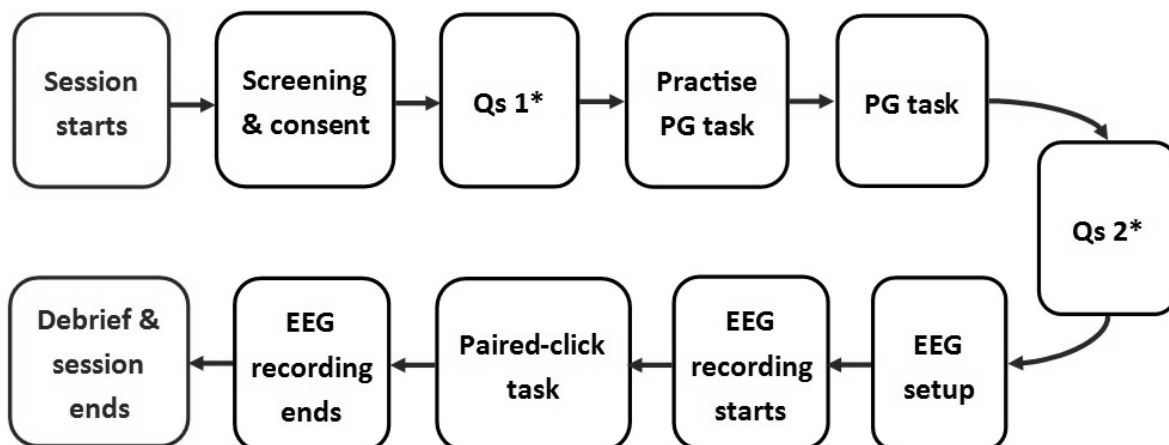 Session
starts
Screening
& consent
Qs 1*
Practise
PG task
PG task
Qs 2*
EEG
setup
EEG
recording
starts
Paired-click
task
EEG
recording
ends
Debrief &
session
ends